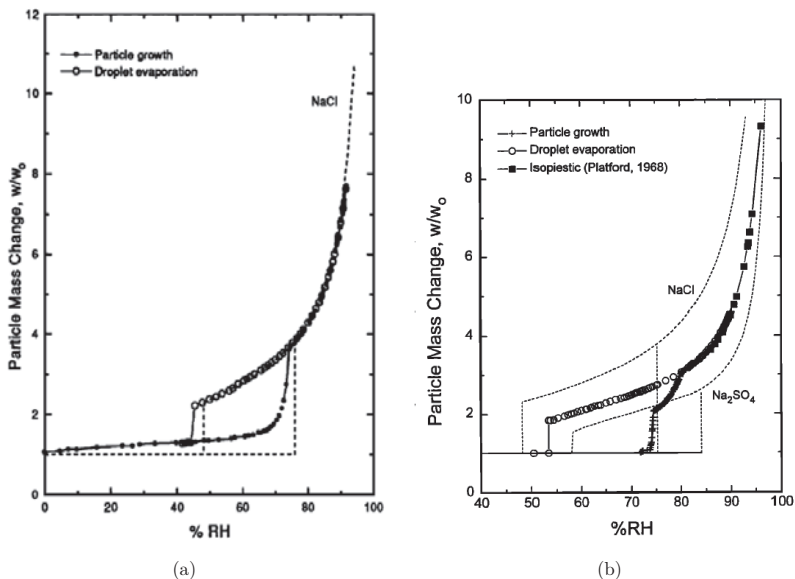 12
10
8
6
4
2
0
Particle Mass Change, w/wo
Particle growth
Droplet evaporation
NaCl
0 20 40 60 80 100
% RH
(a)
10
8
6
4
2
0
Particle Mass Change, w/wo
Particle growth
Droplet evaporation
Isopiestic (Platford, 1968)
NaCl
Na2SO4
40 50 60 70 80 90 100
%RH
(b)